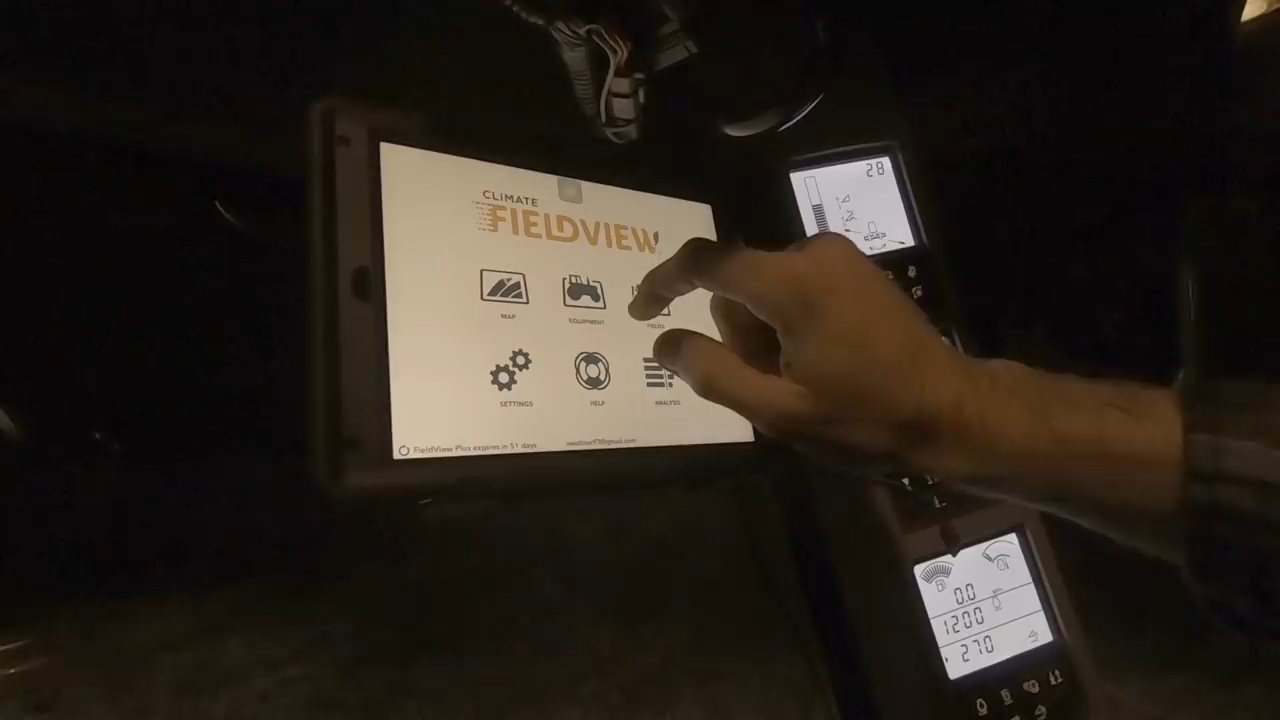 CLIMATE
FIELDVIEW
MAP
EQUIPMENT
FIELDS
SETTINGS
HELP
ANALYSIS
FieldView Plus expires in 51 days
28
0.0
1200
270